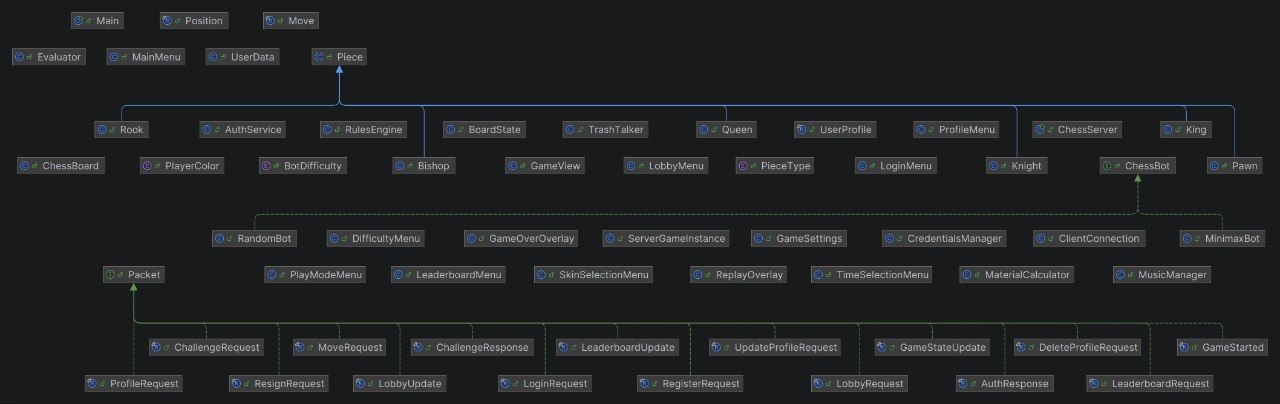 Main Position Move
Evaluator MainMenu UserData Piece
Rook AuthService RulesEngine BoardState TrashTalker Queen UserProfile ProfileMenu ChessServer King
ChessBoard PlayerColor BotDifficulty Bishop GameView LobbyMenu PieceType LoginMenu Knight ChessBot Pawn
RandomBot DifficultyMenu GameOverOverlay ServerGameInstance GameSettings CredentialsManager ClientConnection MinimaxBot
Packet PlayModeMenu LeaderboardMenu SkinSelectionMenu ReplayOverlay TimeSelectionMenu MaterialCalculator MusicManager
ChallengeRequest MoveRequest ChallengeResponse LeaderboardUpdate UpdateProfileRequest GameStateUpdate DeleteProfileRequest GameStarted
ProfileRequest ResignRequest LobbyUpdate LoginRequest RegisterRequest LobbyRequest AuthResponse LeaderboardRequest